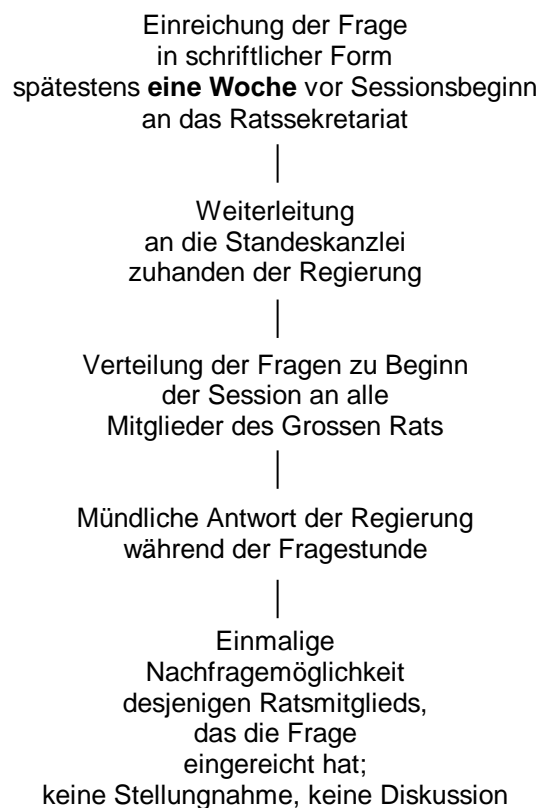 Einreichung der Frage
in schriftlicher Form
spätestens eine Woche vor Sessionsbeginn
an das Ratssekretariat
Weiterleitung
an die Standeskanzlei
zuhanden der Regierung
Verteilung der Fragen zu Beginn
der Session an alle
Mitglieder des Grossen Rats
Mündliche Antwort der Regierung
während der Fragestunde
Einmalige
Nachfragemöglichkeit
desjenigen Ratsmitglieds,
das die Frage
eingereicht hat;
keine Stellungnahme, keine Diskussion